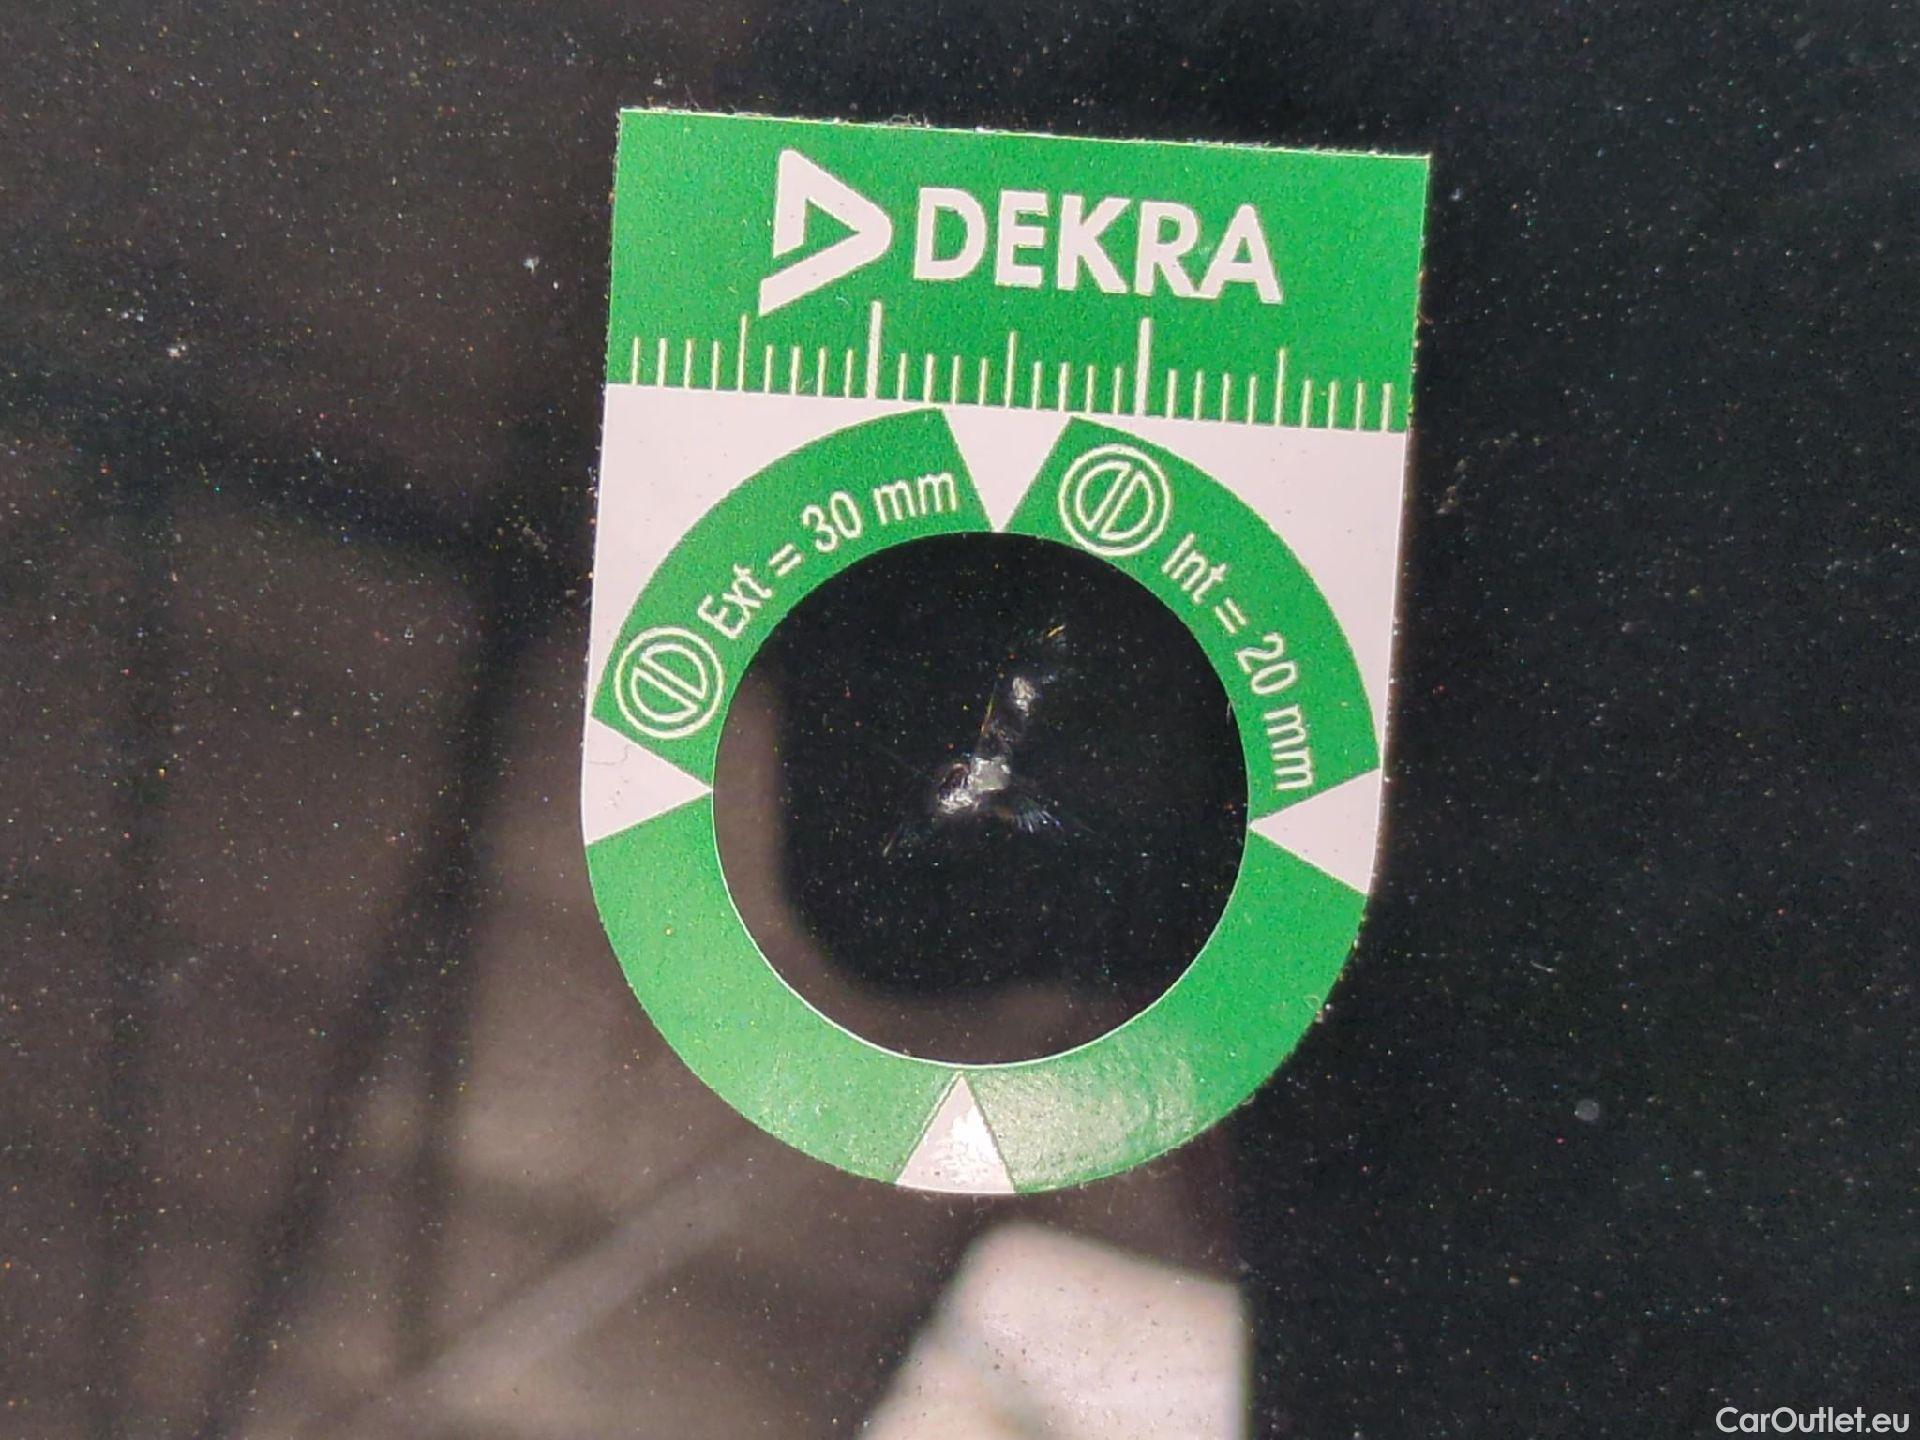 DEKRA
Ext = 30 mm
Int = 20 mm
CarOutlet.eu